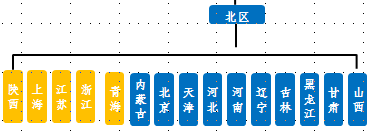 北区
陕西
上海
江苏
浙江
青海
内蒙古
北京
天津
河北
河南
辽宁
吉林
黑龙江
甘肃
山西